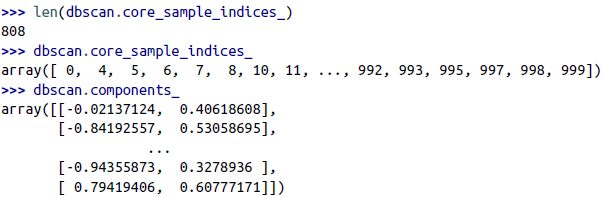 >>> len(dbscan.core_sample_indices_)
808
>>> dbscan.core_sample_indices_
array([ 0,  4,  5,  6,  7,  8, 10, 11, ..., 992, 993, 995, 997, 998, 999])
>>> dbscan.components_
array([[-0.02137124,  0.40618608],
       [-0.84192557,  0.53058695],
                  ...
       [-0.94355873,  0.3278936 ],
       [ 0.79419406,  0.60777171]])